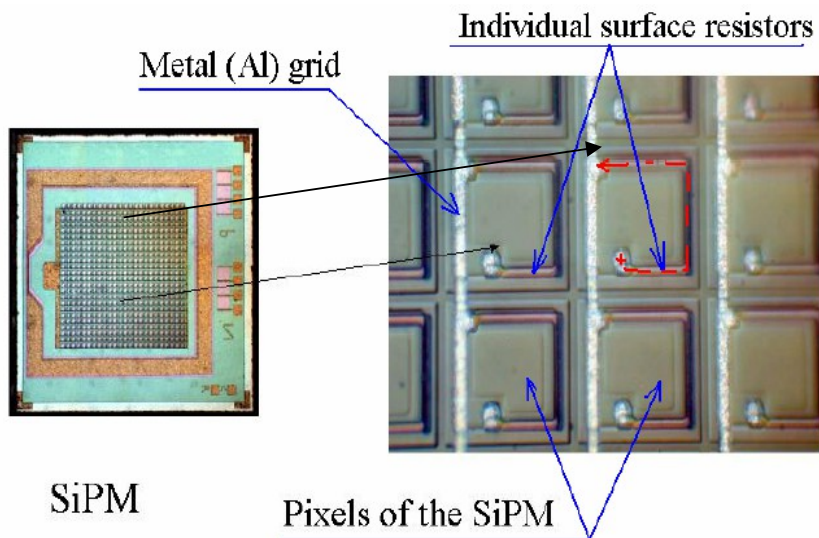 Individual surface resistors
Metal (Al) grid
SiPM
Pixels of the SiPM